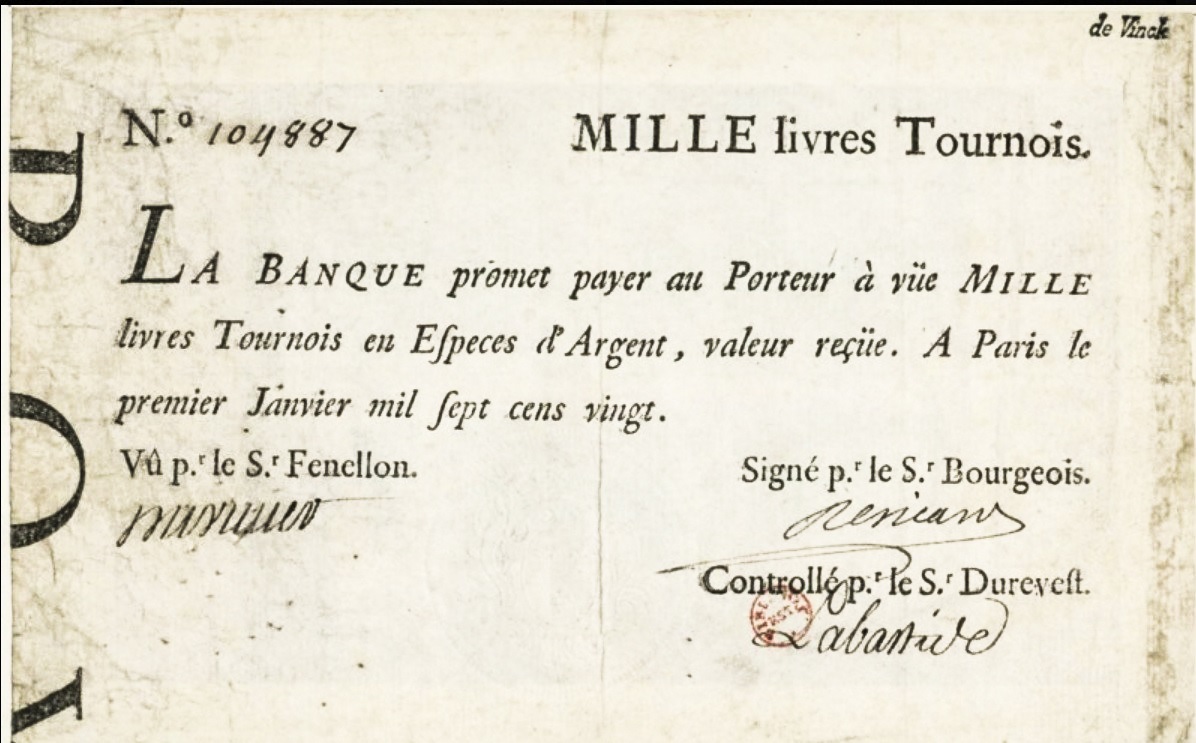 de Vinck
N.º 104887
MILLE livres Tournois.
LA BANQUE promet payer au Porteur à vüe MILLE
livres Tournois en Eſpeces d'Argent, valeur reçüe. A Paris le
premier Janvier mil ſept cens vingt.
Vû p.r le S.r Fenellon.
Signé p.r le S.r Bourgeois.
Controllé p.r le S.r Dureveſt.
Labastide